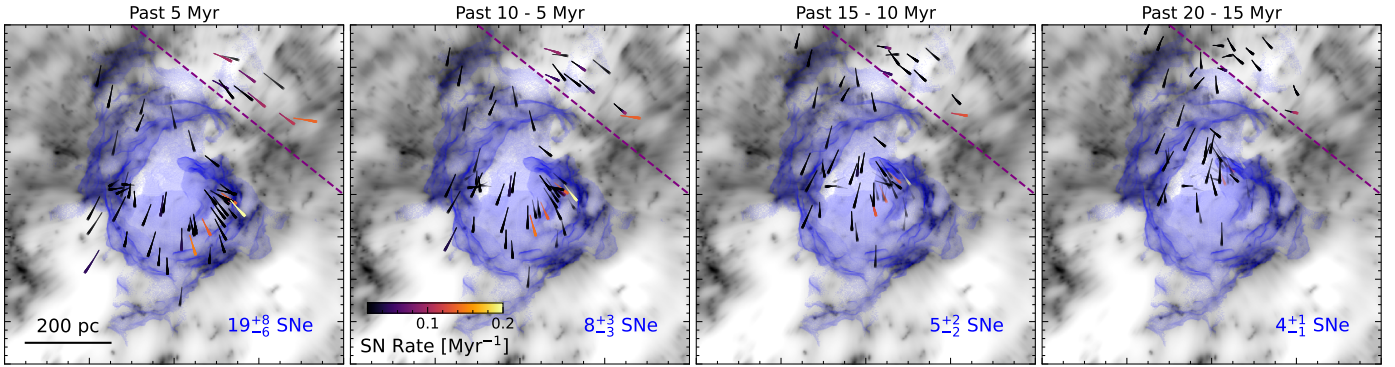 Past 5 Myr
Past 10 - 5 Myr
Past 15 - 10 Myr
Past 20 - 15 Myr
200 pc
19+8−6 SNe
0.1 0.2
SN Rate [Myr−1]
8+3−3 SNe
5+2−2 SNe
4+1−1 SNe